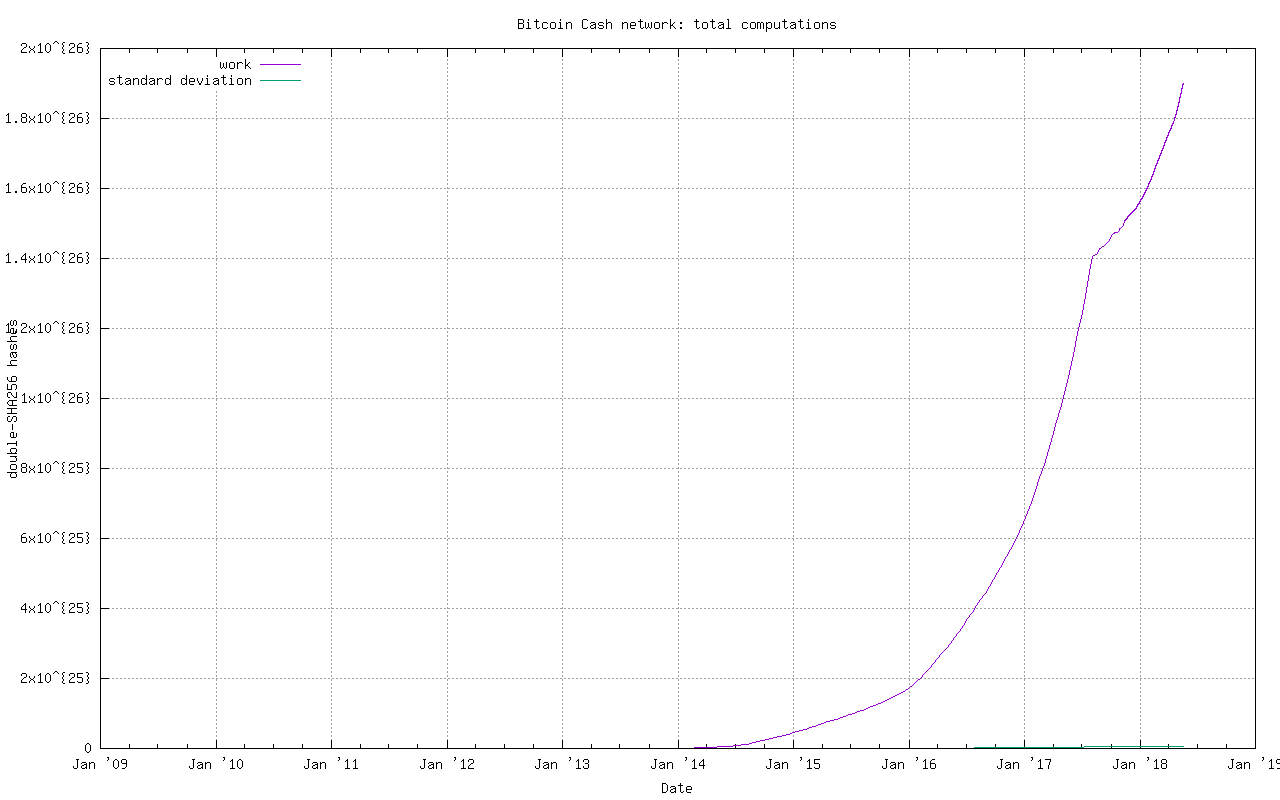 Bitcoin Cash network: total computations
2x10^{26}
work
standard deviation
1.8x10^{26}
1.6x10^{26}
1.4x10^{26}
1.2x10^{26}
double-SHA256 hashes
1x10^{26}
8x10^{25}
6x10^{25}
4x10^{25}
2x10^{25}
0
Jan '09 Jan '10 Jan '11 Jan '12 Jan '13 Jan '14 Jan '15 Jan '16 Jan '17 Jan '18 Jan '19
Date